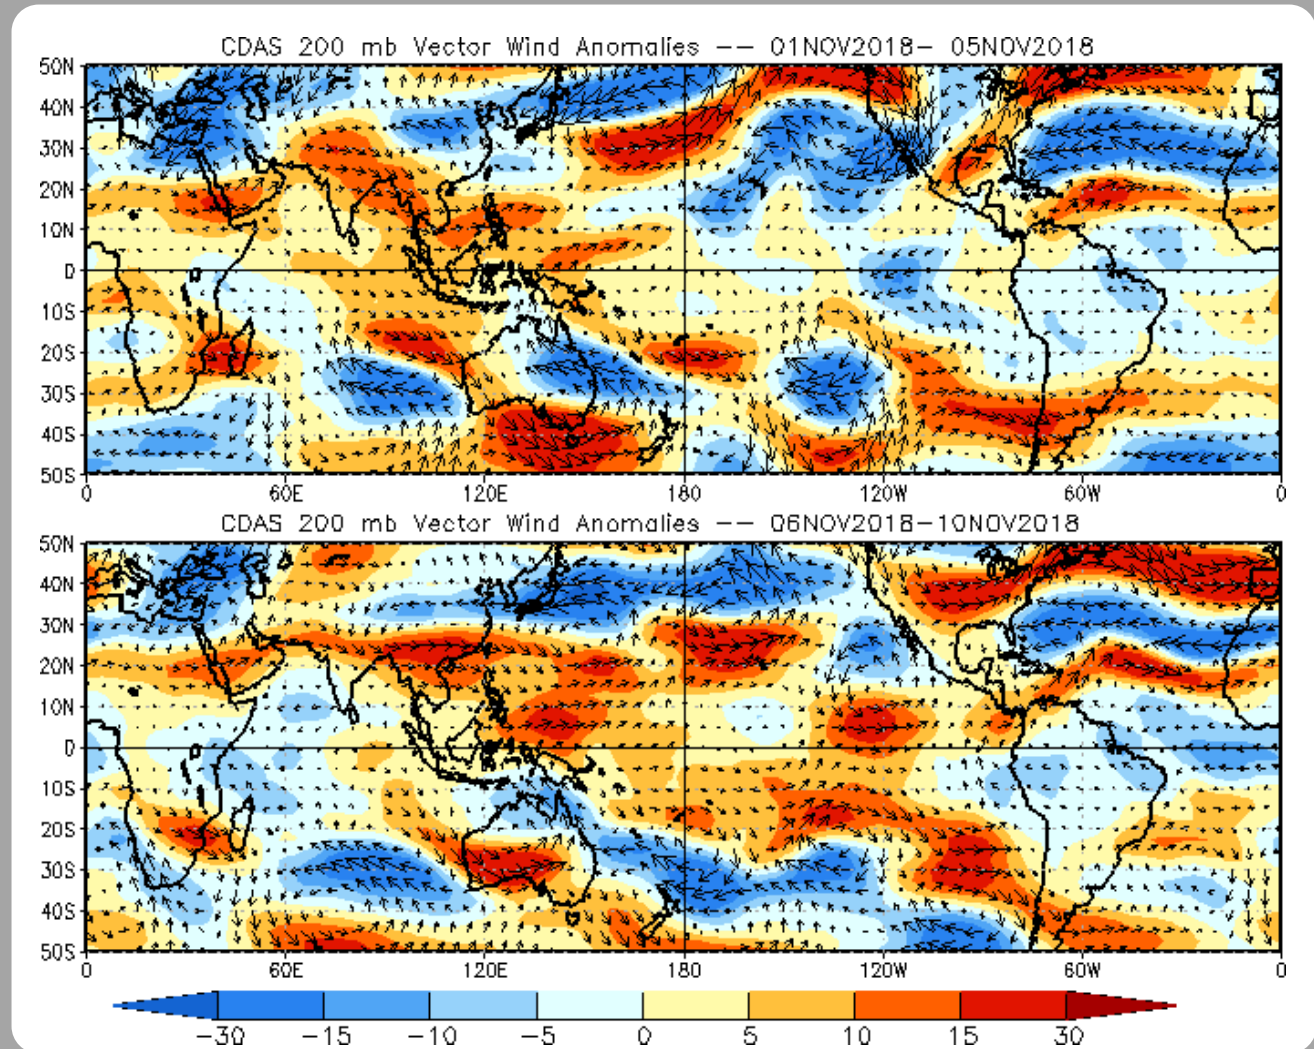 CDAS 200 mb Vector Wind Anomalies -- 01NOV2018- 05NOV2018
50N
40N
30N
20N
10N
0
10S
20S
30S
40S
50S
0 60E 120E 180 120W 60W 0
CDAS 200 mb Vector Wind Anomalies -- 06NOV2018-10NOV2018
50N
40N
30N
20N
10N
0
10S
20S
30S
40S
50S
0 60E 120E 180 120W 60W 0
-30 -15 -10 -5 0 5 10 15 30